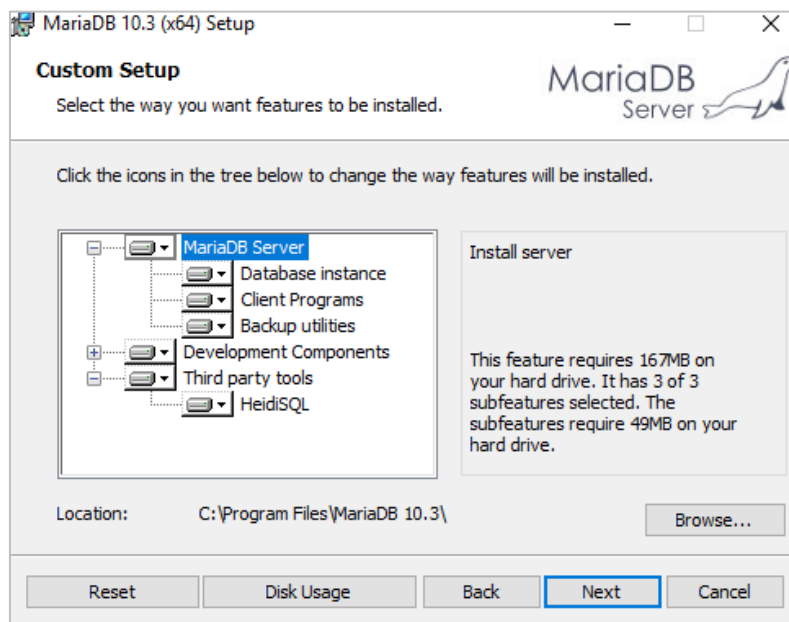 MariaDB 10.3 (x64) Setup
Custom Setup
Select the way you want features to be installed.
MariaDB
Server
Click the icons in the tree below to change the way features will be installed.
MariaDB Server
Database instance
Client Programs
Backup utilities
Development Components
Third party tools
HeidiSQL
Install server
This feature requires 167MB on
your hard drive. It has 3 of 3
subfeatures selected. The
subfeatures require 49MB on your
hard drive.
Location: C:\Program Files\MariaDB 10.3\
Browse...
Reset Disk Usage Back Next Cancel